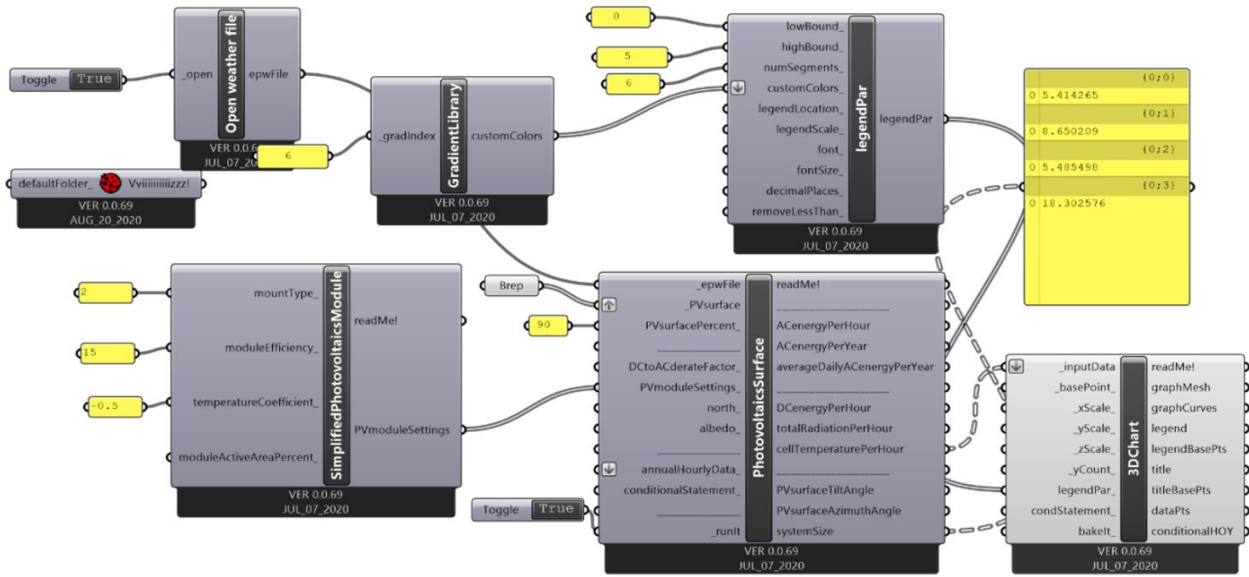 Toggle True
_open
epwFile
Open weather file
VER 0.0.6
JUL_07_20
defaultFolder_
Vviiiiiiiiiizzz!
VER 0.0.69
AUG_20_2020
6
_gradIndex
GradientLibrary
customColors
VER 0.0.69
JUL_07_2020
0
5
6
lowBound_
highBound_
numSegments_
customColors_
legendLocation_
legendScale_
font_
fontSize_
decimalPlaces_
removeLessThan_
legendPar
legendPar
VER 0.0.69
JUL_07_2020
{0;0}
0 5.414265
{0;1}
0 8.650209
{0;2}
0 5.485498
{0;3}
0 18.302576
2
15
-0.5
mountType_
moduleEfficiency_
temperatureCoefficient_
moduleActiveAreaPercent_
SimplifiedPhotovoltaicsModule
readMe!
PVmoduleSettings
VER 0.0.69
JUL_07_2020
Brep
90
Toggle True
_epwFile
_PVsurface
PVsurfacePercent_
DCtoACderateFactor_
PVmoduleSettings_
north_
albedo_
annualHourlyData_
conditionalStatement_
_runIt
PhotovoltaicsSurface
readMe!
ACenergyPerHour
ACenergyPerYear
averageDailyACenergyPerYear
DCenergyPerHour
totalRadiationPerHour
cellTemperaturePerHour
PVsurfaceTiltAngle
PVsurfaceAzimuthAngle
systemSize
VER 0.0.69
JUL_07_2020
_inputData
_basePoint_
_xScale_
_yScale_
_zScale_
_yCount_
legendPar_
condStatement_
bakeIt_
3DChart
readMe!
graphMesh
graphCurves
legend
legendBasePts
title
titleBasePts
dataPts
conditionalHOY
VER 0.0.69
JUL_07_2020